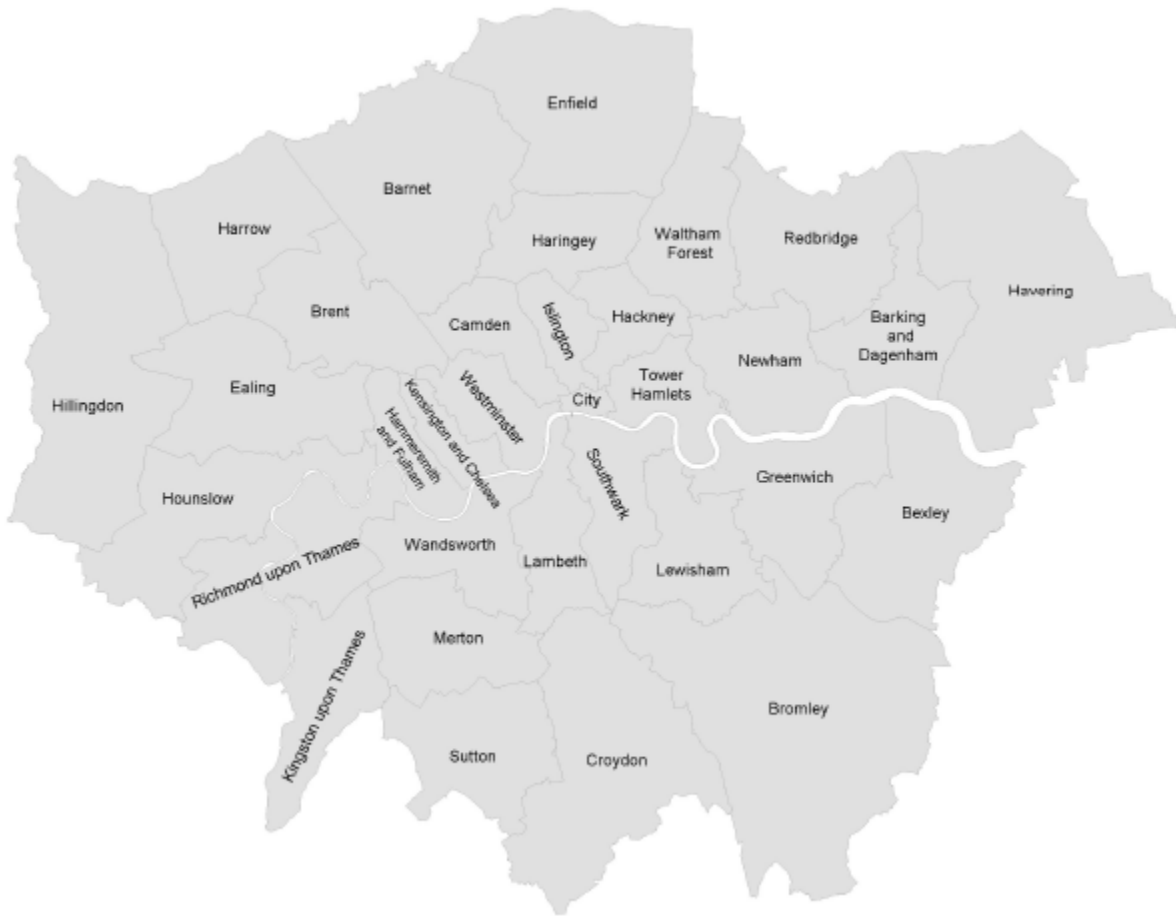 Enfield
Barnet
Harrow
Haringey
Waltham
Forest
Redbridge
Havering
Brent
Camden
Islington
Hackney
Barking
and
Dagenham
Newham
Tower
Hamlets
Ealing
Hillingdon
Westminster
City
Kensington and Chelsea
Hammersmith
and Fulham
Hounslow
Southwark
Greenwich
Bexley
Wandsworth
Lambeth
Lewisham
Richmond upon Thames
Merton
Kingston upon Thames
Bromley
Sutton
Croydon